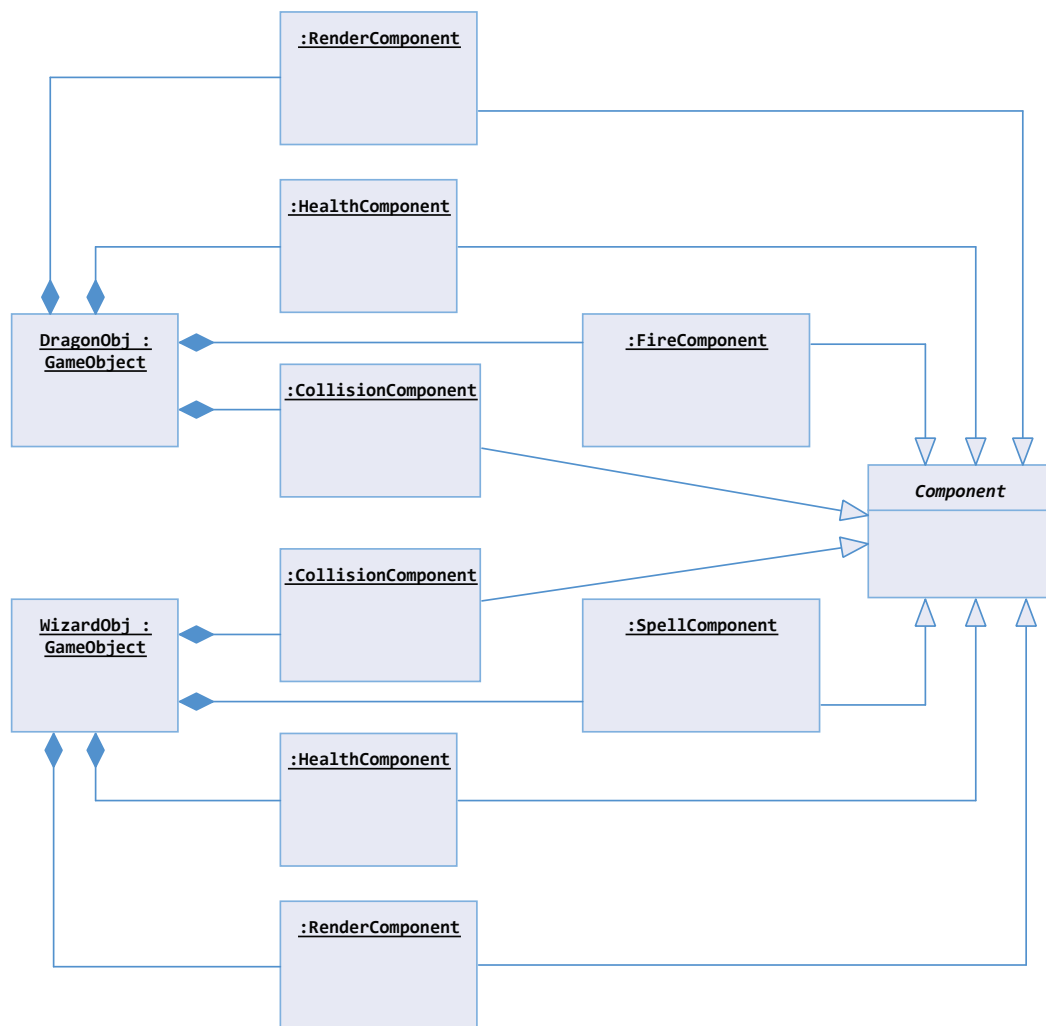 :RenderComponent
:HealthComponent
DragonObj :
GameObject
:FireComponent
:CollisionComponent
Component
:CollisionComponent
WizardObj :
GameObject
:SpellComponent
:HealthComponent
:RenderComponent